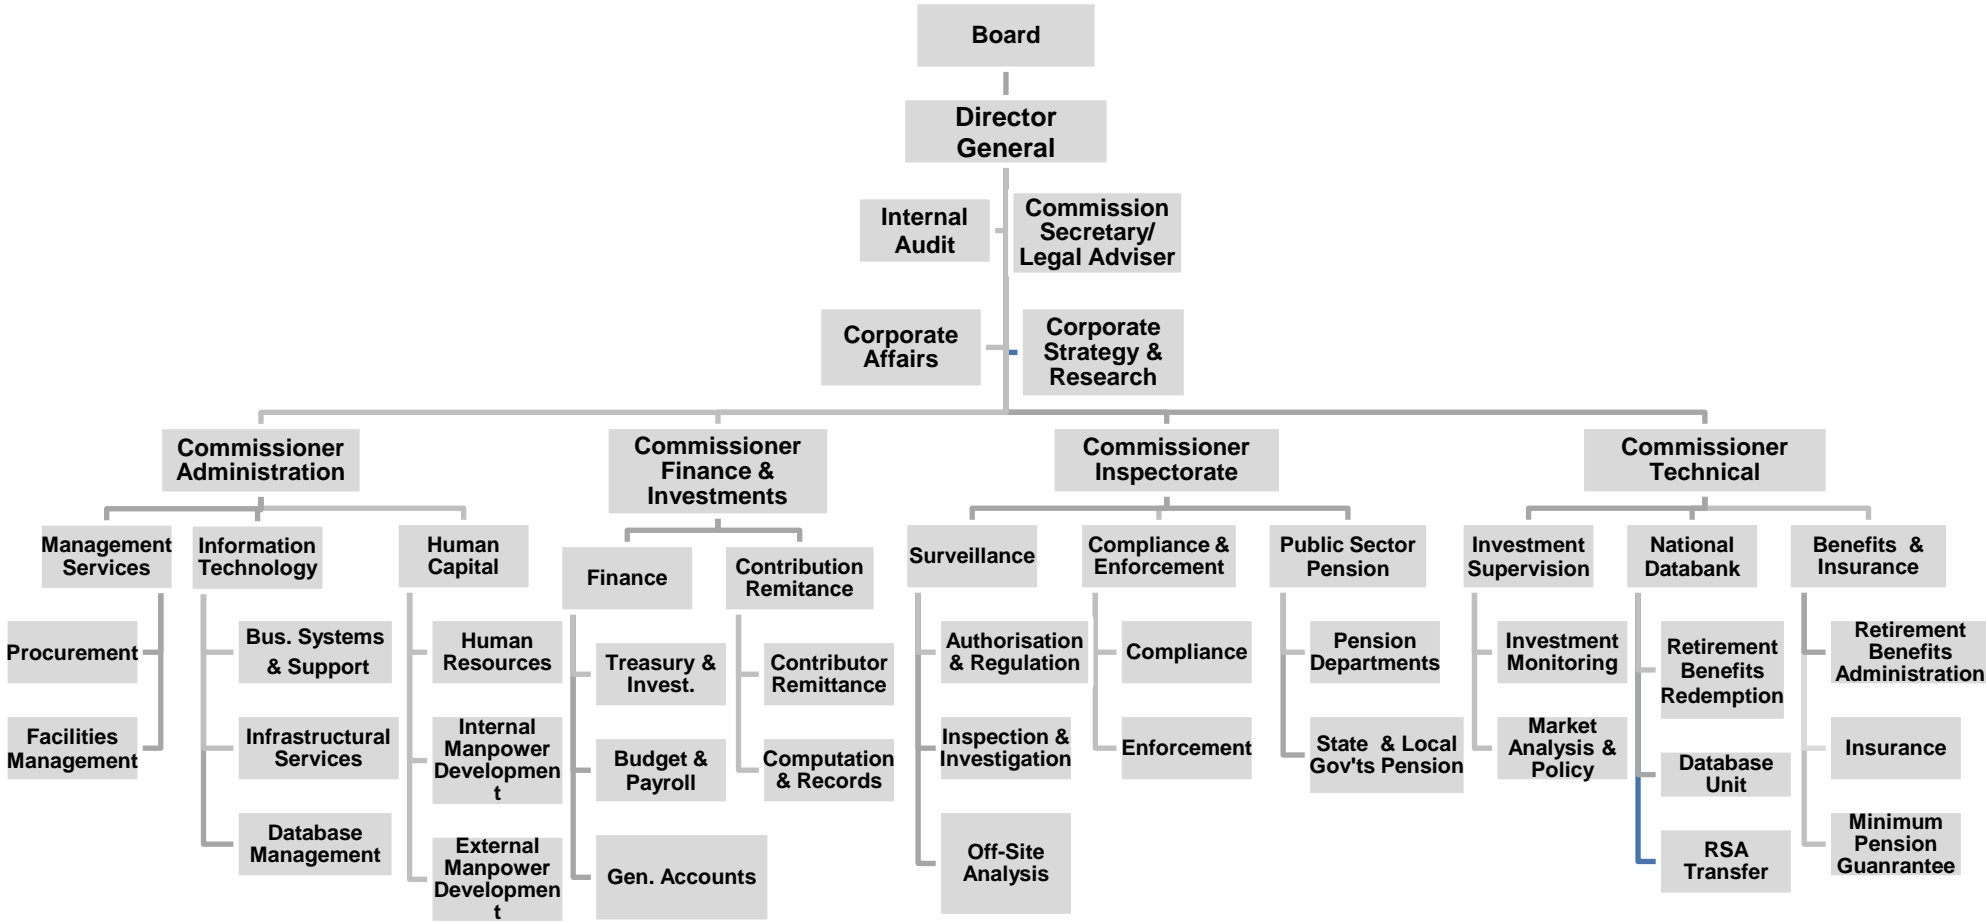 Board
Director
General
Internal
Audit
Commission
Secretary/
Legal Adviser
Corporate
Affairs
Corporate
Strategy &
Research
Commissioner
Administration
Commissioner
Finance &
Investments
Commissioner
Inspectorate
Commissioner
Technical
Management
Services
Information
Technology
Human
Capital
Finance
Contribution
Remitance
Surveillance
Compliance &
Enforcement
Public Sector
Pension
Investment
Supervision
National
Databank
Benefits &
Insurance
Procurement
Facilities
Management
Bus. Systems
& Support
Infrastructural
Services
Database
Management
Human
Resources
Internal
Manpower
Developmen
t
External
Manpower
Developmen
t
Treasury &
Invest.
Budget &
Payroll
Gen. Accounts
Contributor
Remittance
Computation
& Records
Authorisation
& Regulation
Inspection &
Investigation
Off-Site
Analysis
Compliance
Enforcement
Pension
Departments
State & Local
Gov'ts Pension
Investment
Monitoring
Market
Analysis &
Policy
Retirement
Benefits
Redemption
Database
Unit
RSA
Transfer
Retirement
Benefits
Administration
Insurance
Minimum
Pension
Guanrantee